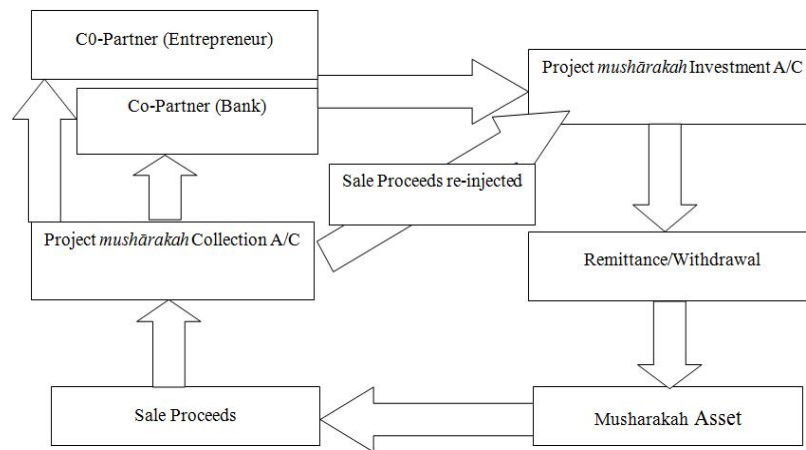 C0-Partner (Entrepreneur)
Project mushārakah Investment A/C
Co-Partner (Bank)
Sale Proceeds re-injected
Project mushārakah Collection A/C
Remittance/Withdrawal
Sale Proceeds
Musharakah Asset